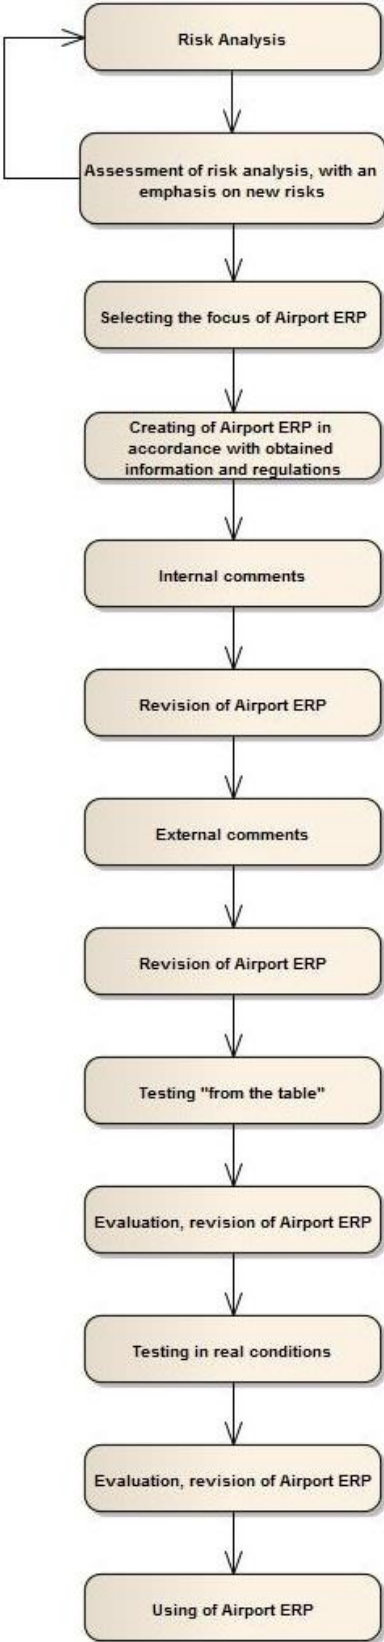 Risk Analysis
Assessment of risk analysis, with an
emphasis on new risks
Selecting the focus of Airport ERP
Creating of Airport ERP in
accordance with obtained
information and regulations
Internal comments
Revision of Airport ERP
External comments
Revision of Airport ERP
Testing "from the table"
Evaluation, revision of Airport ERP
Testing in real conditions
Evaluation, revision of Airport ERP
Using of Airport ERP